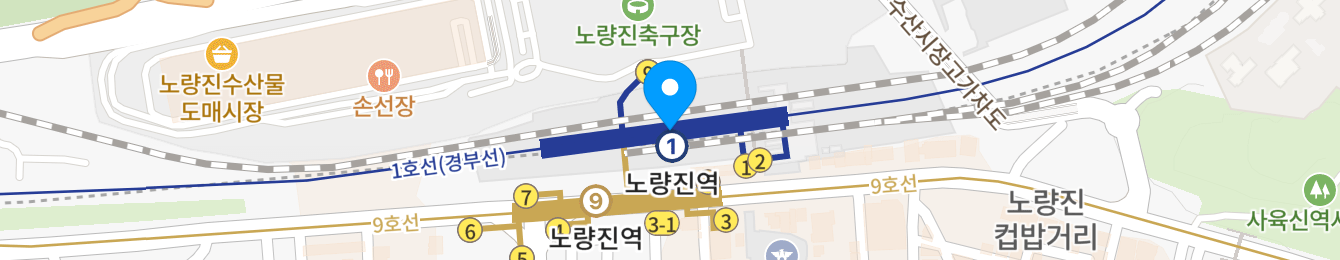 노량진축구장
수산시장고가차도
노량진수산물
도매시장
손선장
9
1
1호선(경부선)
1
2
노량진역
9호선
7
9
노량진
컵밥거리
사육신역사
9호선
6
4
노량진역
3-1
3
5